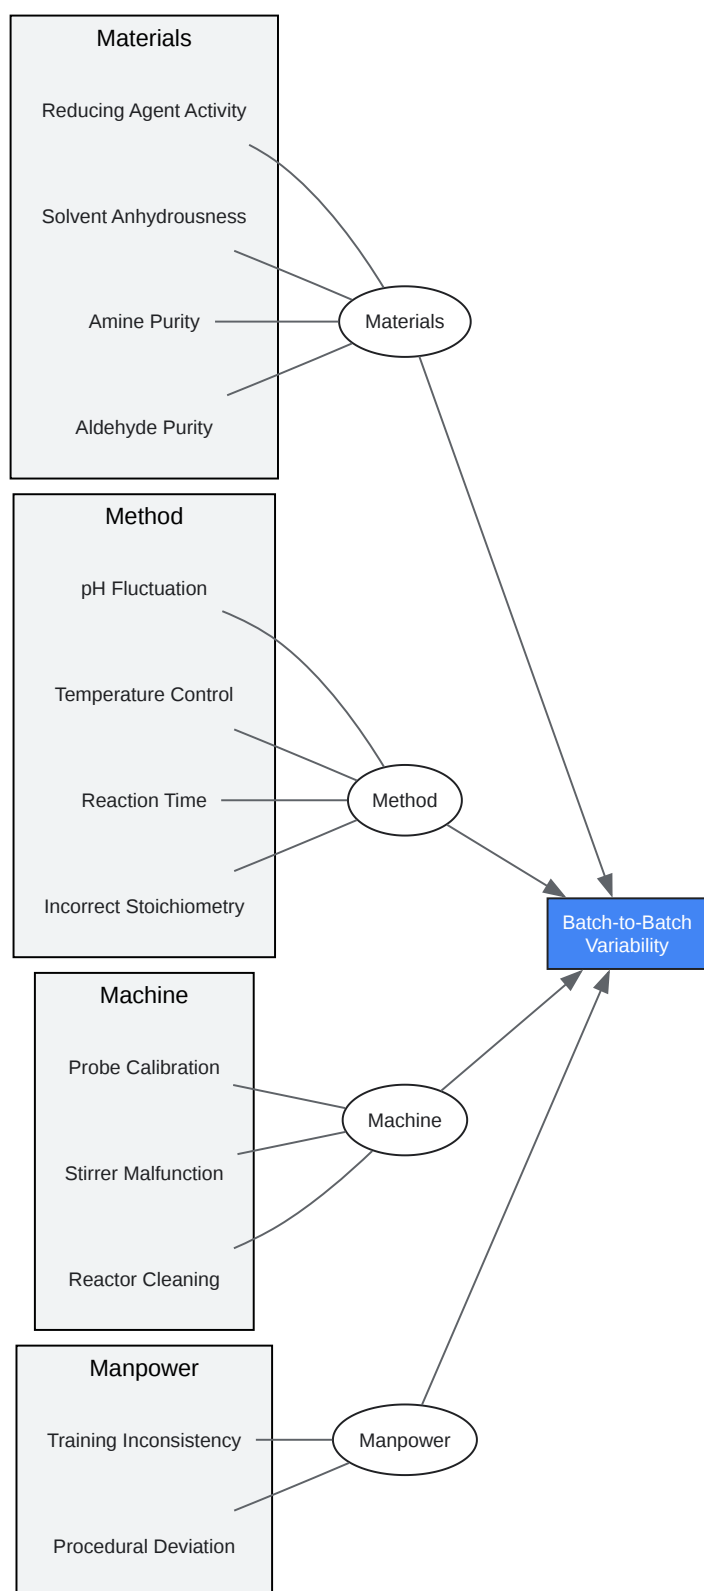 Materials
Reducing Agent Activity
Solvent Anhydrousness
Amine Purity
Aldehyde Purity
Materials
Method
pH Fluctuation
Temperature Control
Reaction Time
Incorrect Stoichiometry
Method
Batch-to-Batch
Variability
Machine
Probe Calibration
Stirrer Malfunction
Reactor Cleaning
Machine
Manpower
Training Inconsistency
Procedural Deviation
Manpower